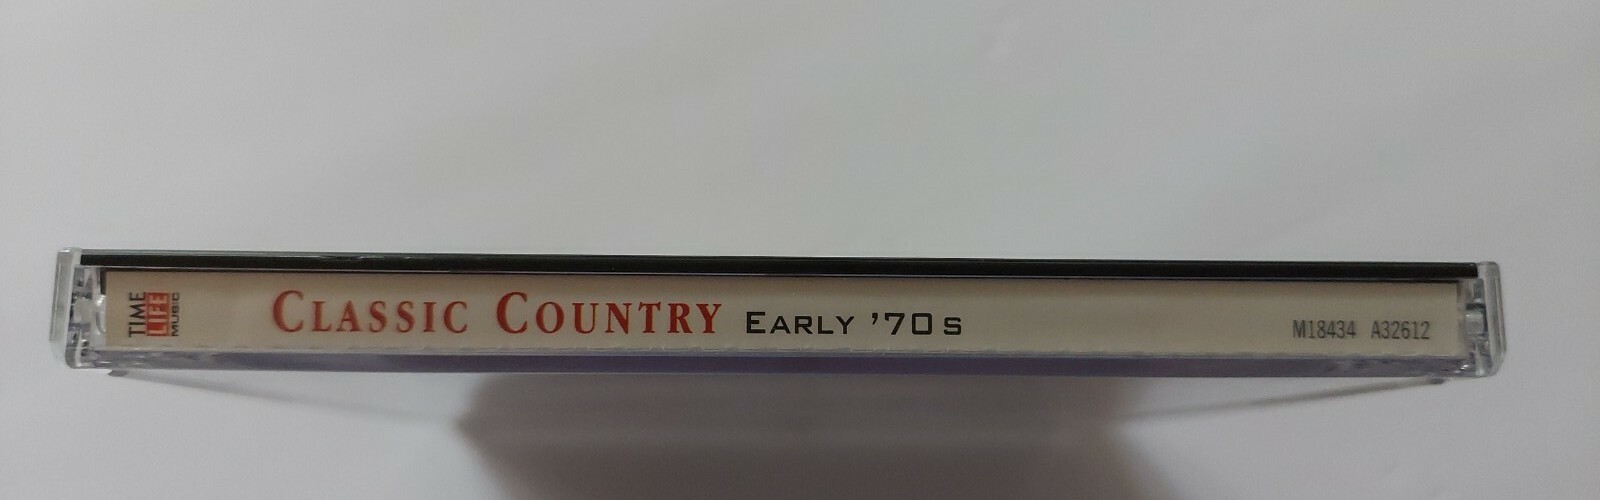 TIME
LIFE
MUSIC
CLASSIC COUNTRY EARLY '70s
M18434 A32612